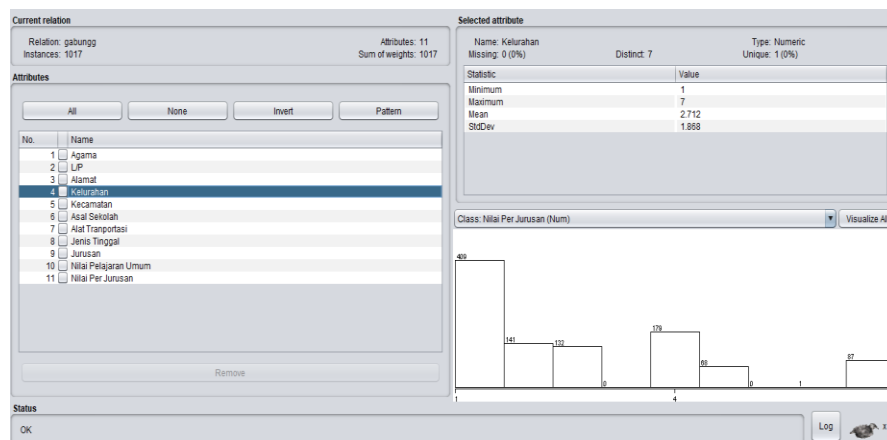 Current relation
Relation: gabungg
Attributes: 11
Instances: 1017
Sum of weights: 1017
Attributes
All
None
Invert
Pattern
No.
Name
1 Agama
2 L/P
3 Alamat
4 Kelurahan
5 Kecamatan
6 Asal Sekolah
7 Alat Tranportasi
8 Jenis Tinggal
9 Jurusan
10 Nilai Pelajaran Umum
11 Nilai Per Jurusan
Remove
Status
OK
Selected attribute
Name: Kelurahan
Type: Numeric
Missing: 0 (0%)
Distinct: 7
Unique: 1 (0%)
Statistic
Value
Minimum
1
Maximum
7
Mean
2.712
StdDev
1.868
Class: Nilai Per Jurusan (Num)
Visualize Al
409
141
132
0
179
68
0
1
87
1
4
Log
x